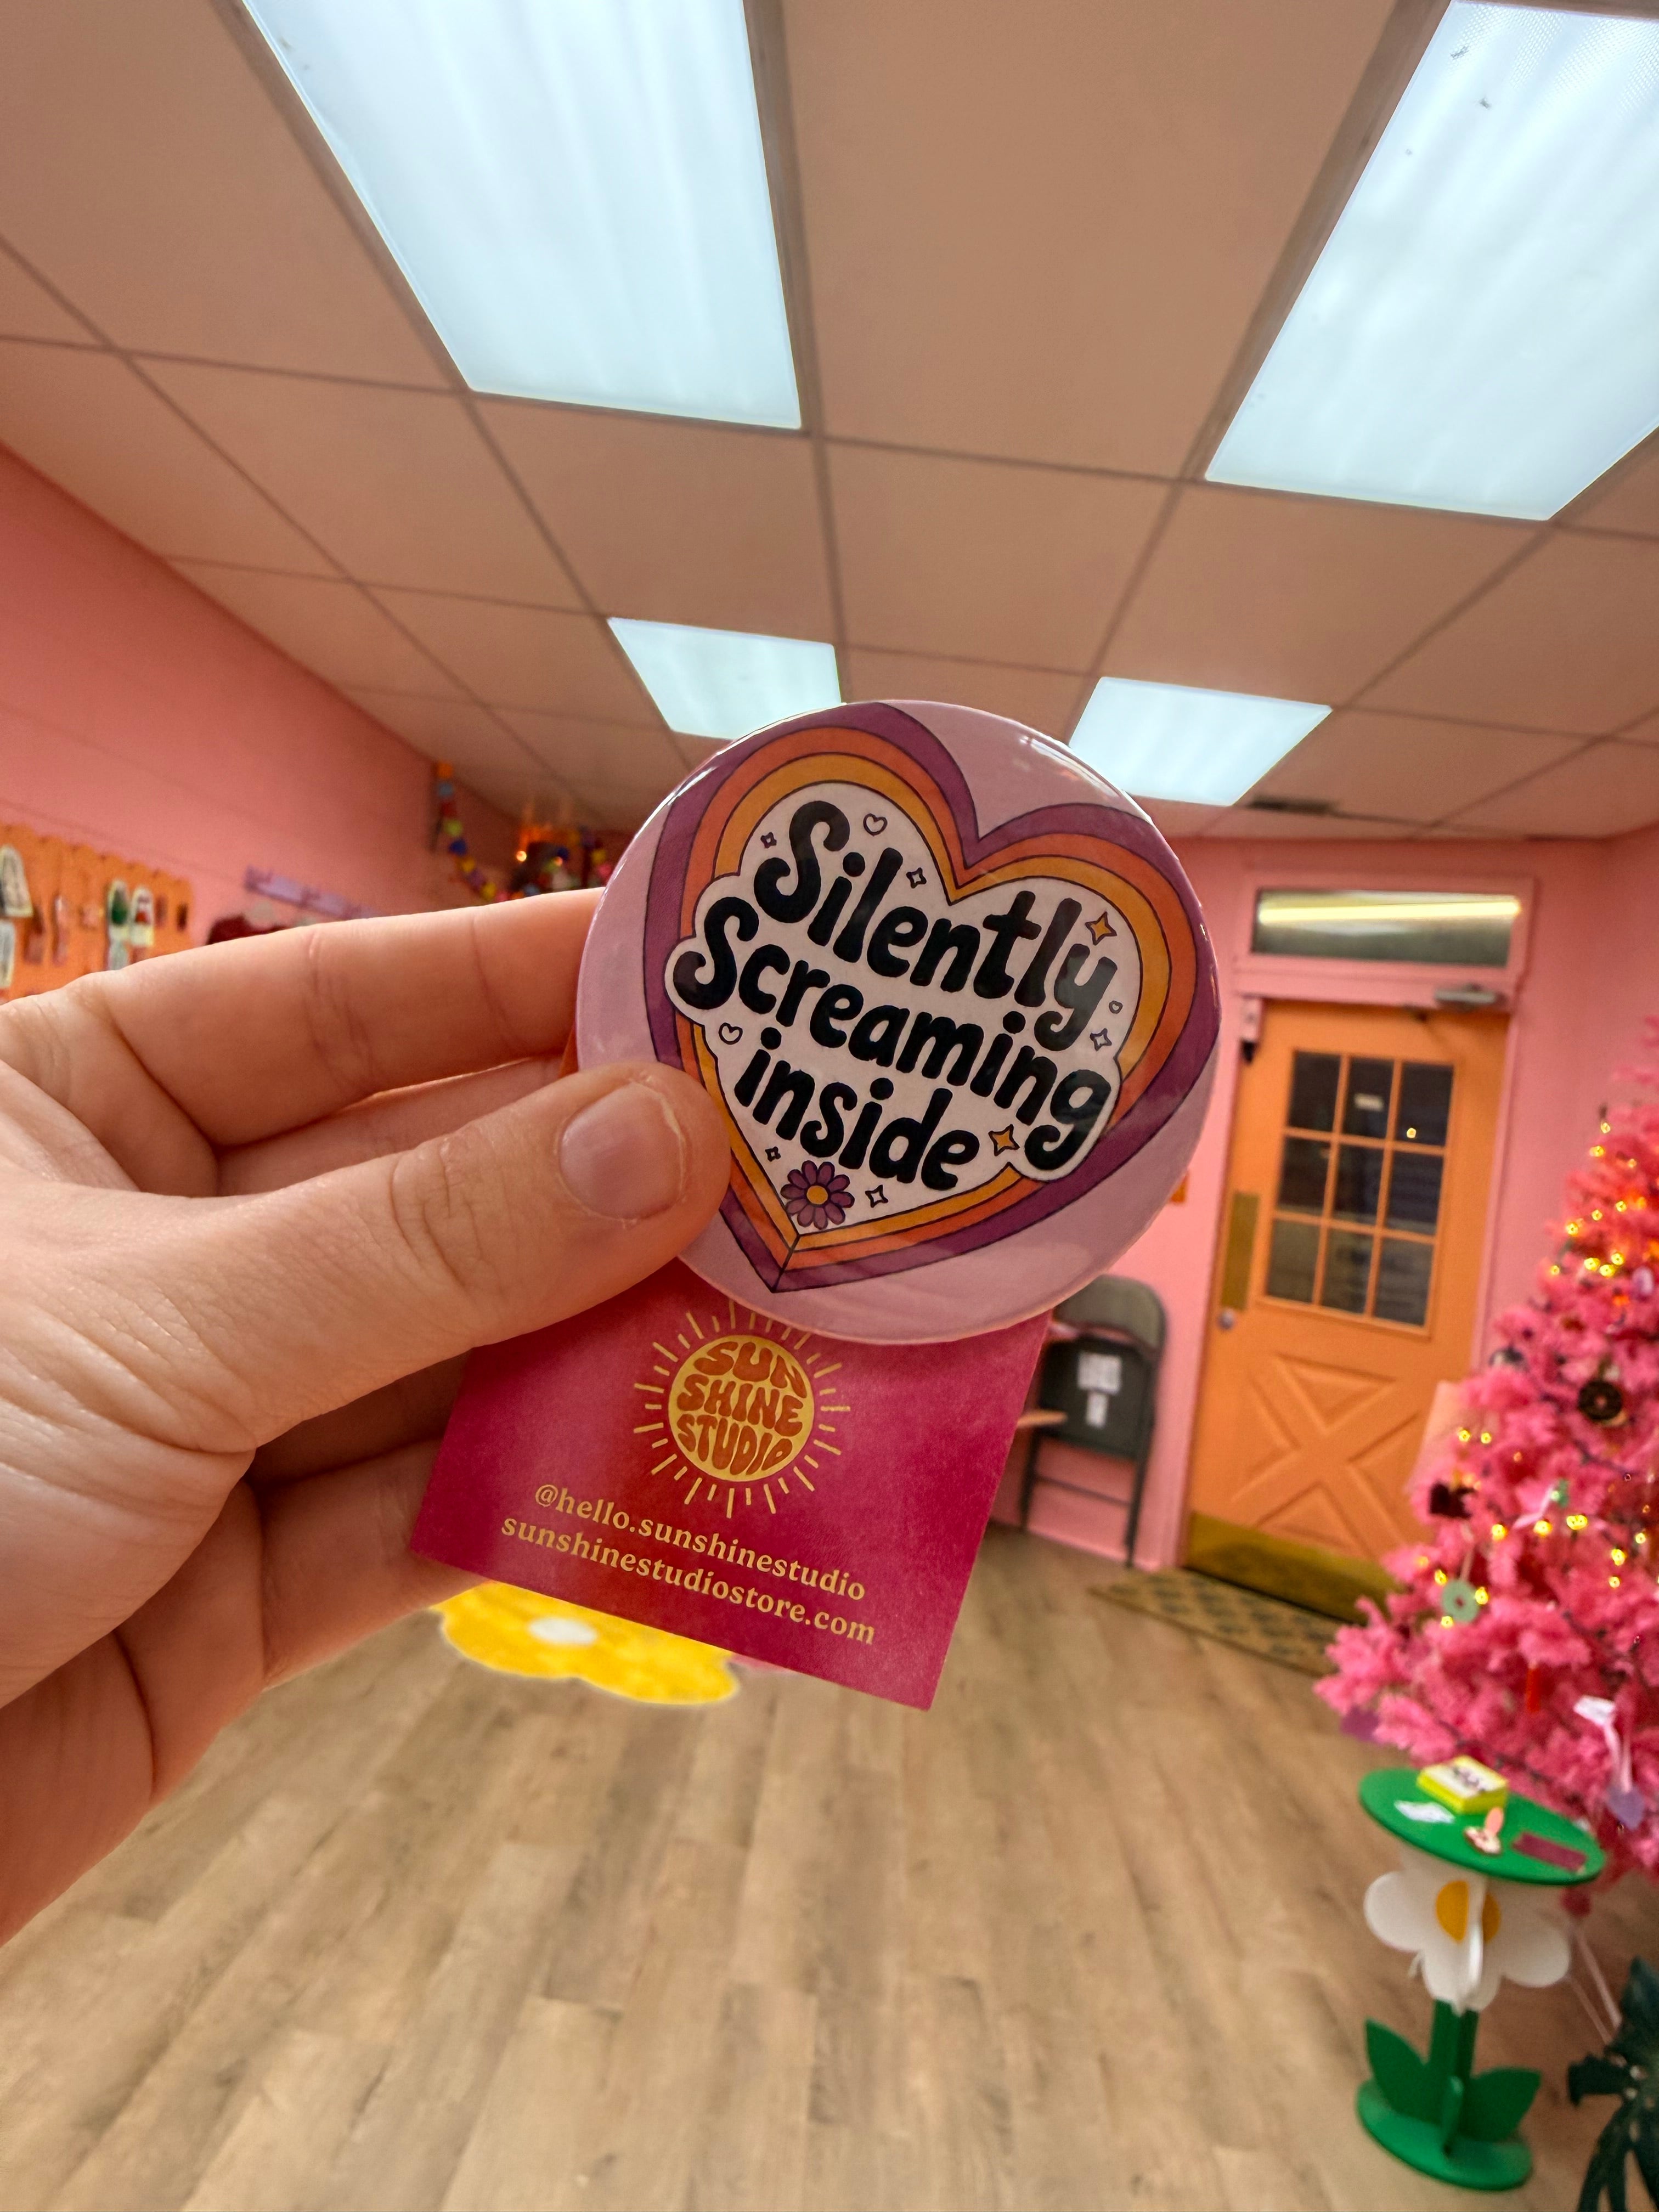 Silently
Screaming
inside
SUN
SHINE
STUDIO
@hello.sunshinestudio
sunshinestudiostore.com